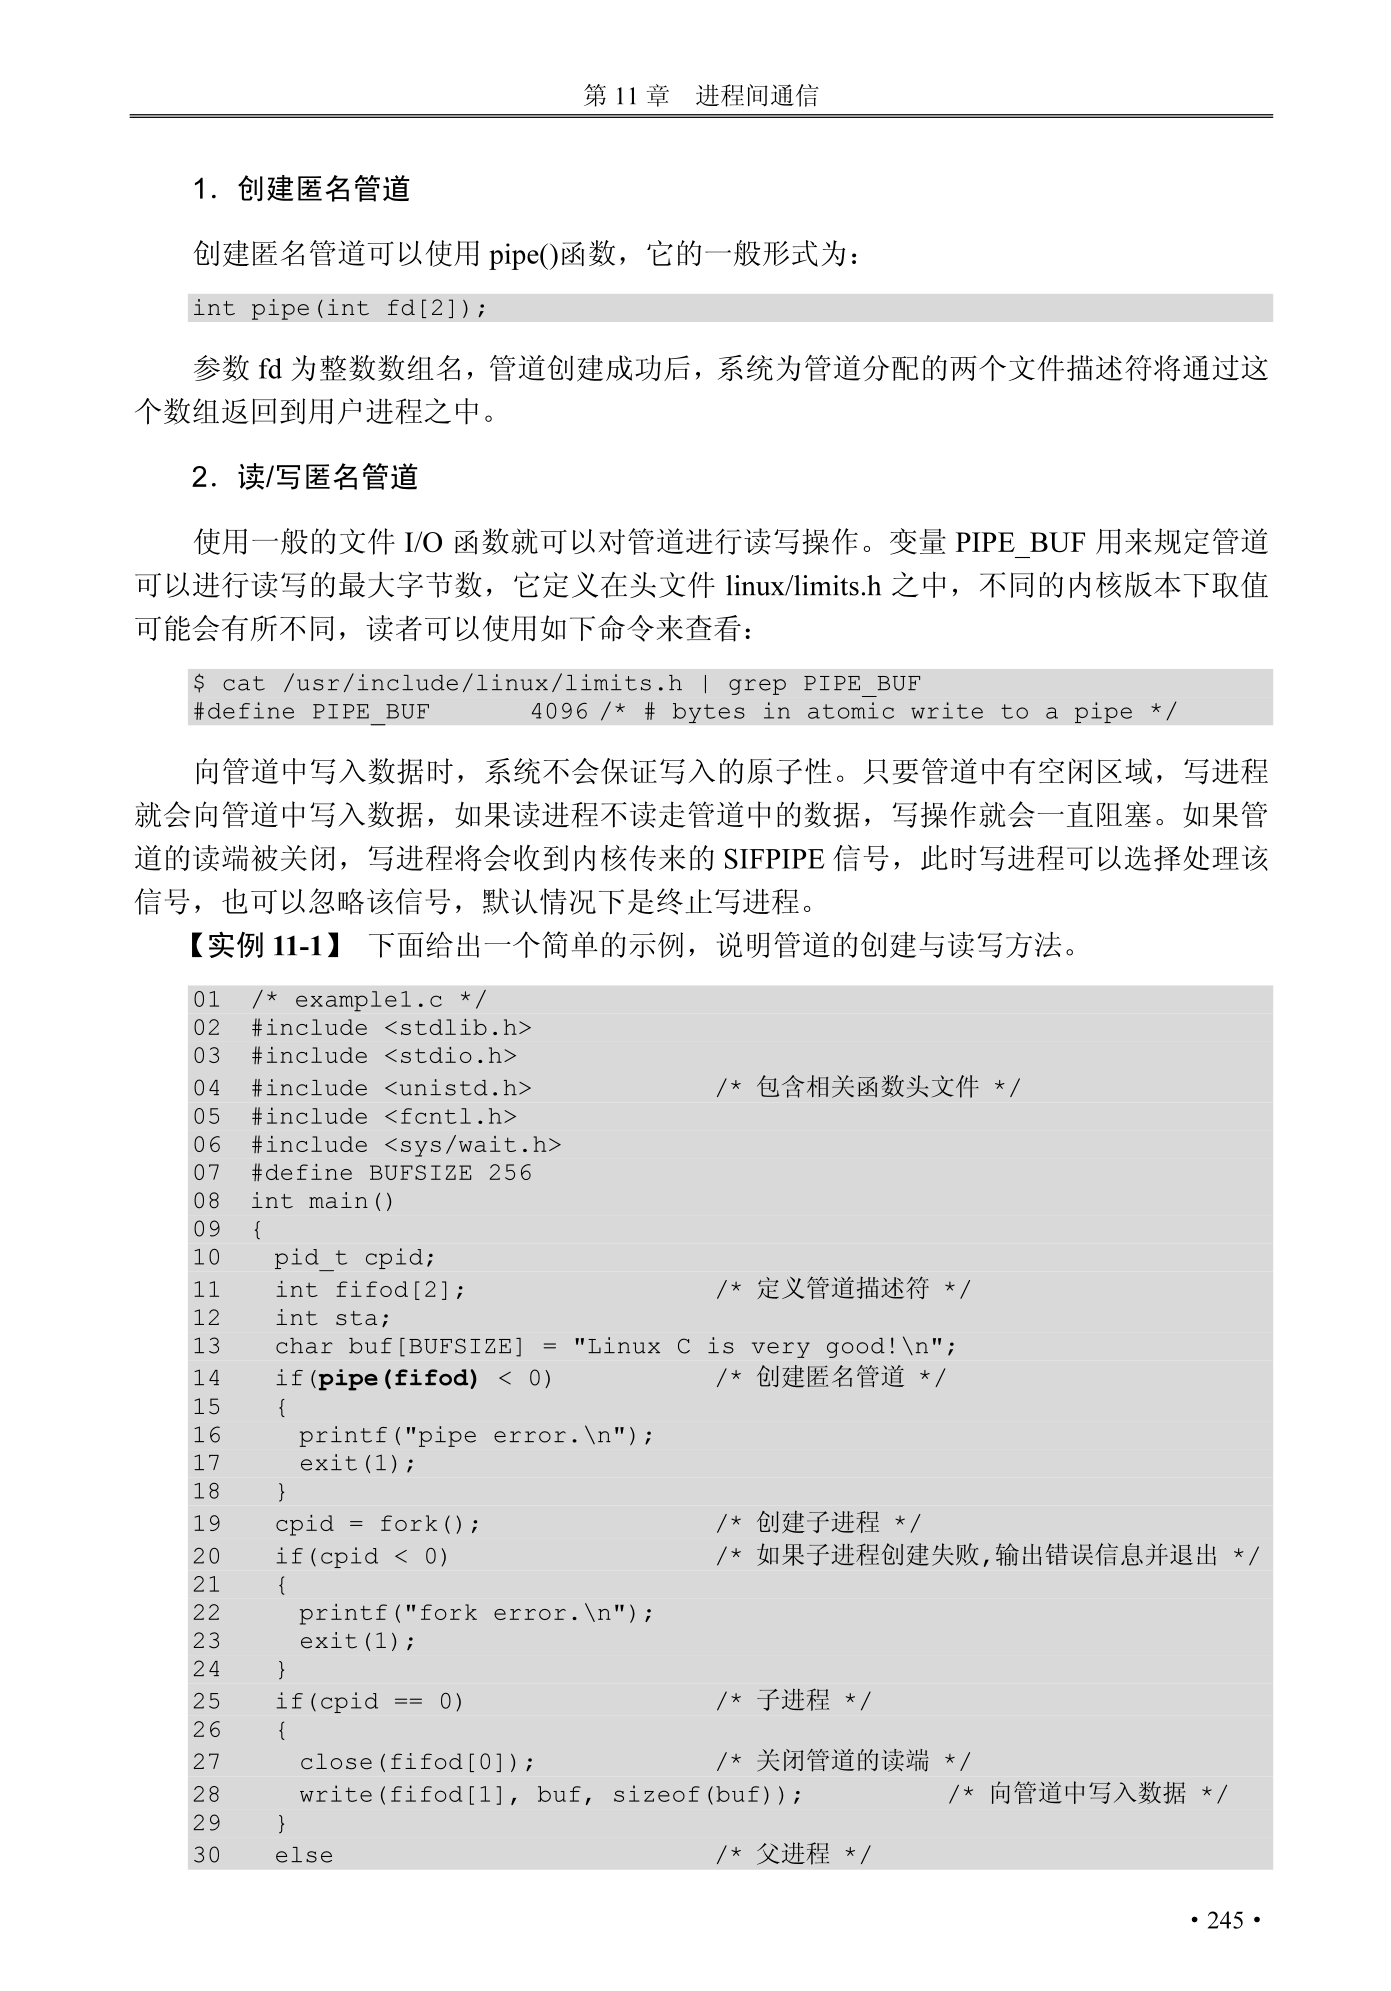 第 11 章　进程间通信
1．创建匿名管道
创建匿名管道可以使用 pipe()函数，它的一般形式为：
int pipe(int fd[2]);
参数 fd 为整数数组名，管道创建成功后，系统为管道分配的两个文件描述符将通过这
个数组返回到用户进程之中。
2．读/写匿名管道
使用一般的文件 I/O 函数就可以对管道进行读写操作。变量 PIPE_BUF 用来规定管道
可以进行读写的最大字节数，它定义在头文件 linux/limits.h 之中，不同的内核版本下取值
可能会有所不同，读者可以使用如下命令来查看：
$ cat /usr/include/linux/limits.h | grep PIPE_BUF
#define PIPE_BUF       4096 /* # bytes in atomic write to a pipe */
向管道中写入数据时，系统不会保证写入的原子性。只要管道中有空闲区域，写进程
就会向管道中写入数据，如果读进程不读走管道中的数据，写操作就会一直阻塞。如果管
道的读端被关闭，写进程将会收到内核传来的 SIFPIPE 信号，此时写进程可以选择处理该
信号，也可以忽略该信号，默认情况下是终止写进程。
【实例 11-1】 下面给出一个简单的示例，说明管道的创建与读写方法。
01  /* example1.c */
02  #include <stdlib.h>
03  #include <stdio.h>
04  #include <unistd.h>             /* 包含相关函数头文件 */
05  #include <fcntl.h>
06  #include <sys/wait.h>
07  #define BUFSIZE 256
08  int main()
09  {
10    pid_t cpid;
11    int fifod[2];                 /* 定义管道描述符 */
12    int sta;
13    char buf[BUFSIZE] = "Linux C is very good!\n";
14    if(pipe(fifod) < 0)           /* 创建匿名管道 */
15    {
16      printf("pipe error.\n");
17      exit(1);
18    }
19    cpid = fork();                /* 创建子进程 */
20    if(cpid < 0)                  /* 如果子进程创建失败,输出错误信息并退出 */
21    {
22      printf("fork error.\n");
23      exit(1);
24    }
25    if(cpid == 0)                 /* 子进程 */
26    {
27      close(fifod[0]);            /* 关闭管道的读端 */
28      write(fifod[1], buf, sizeof(buf));          /* 向管道中写入数据 */
29    }
30    else                          /* 父进程 */
• 245 •